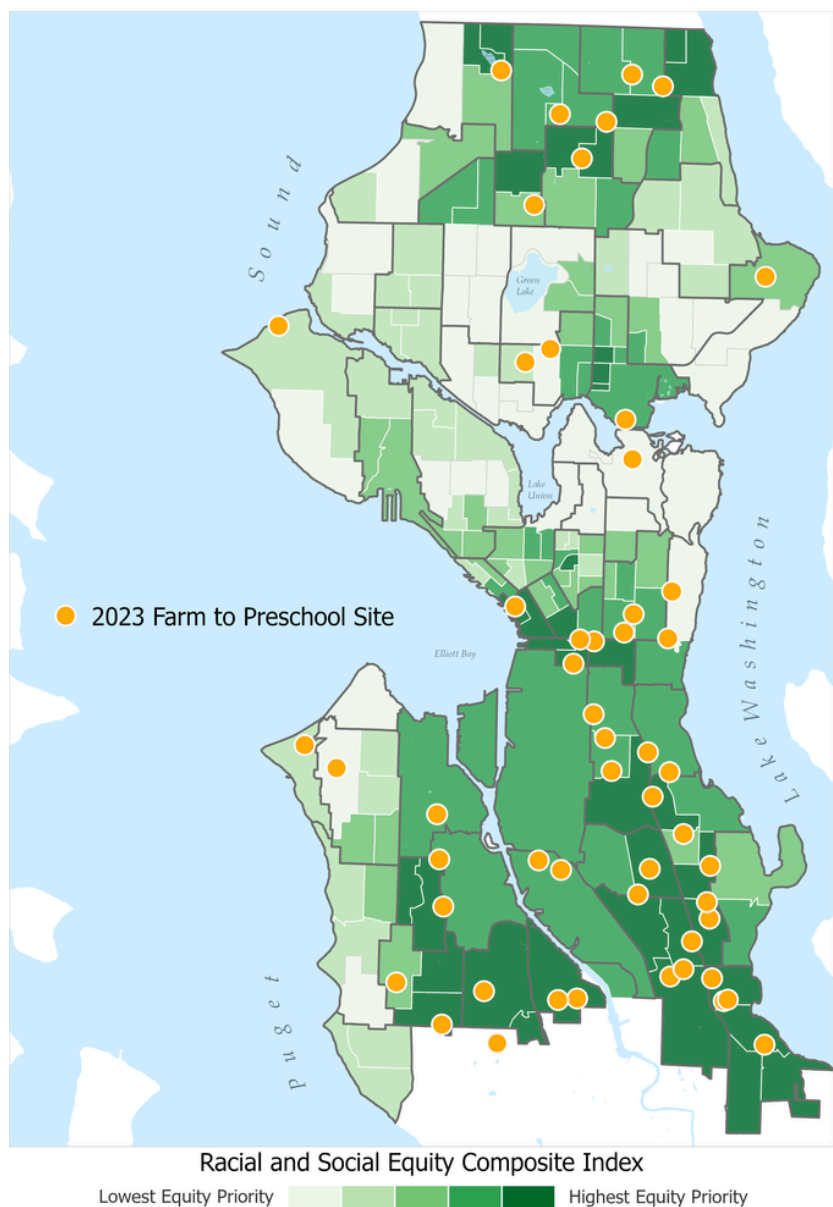 Sound
Green
Lake
Lake
Union
Lake Washington
2023 Farm to Preschool Site
Elliott Bay
Puget
Racial and Social Equity Composite Index
Lowest Equity Priority
Highest Equity Priority